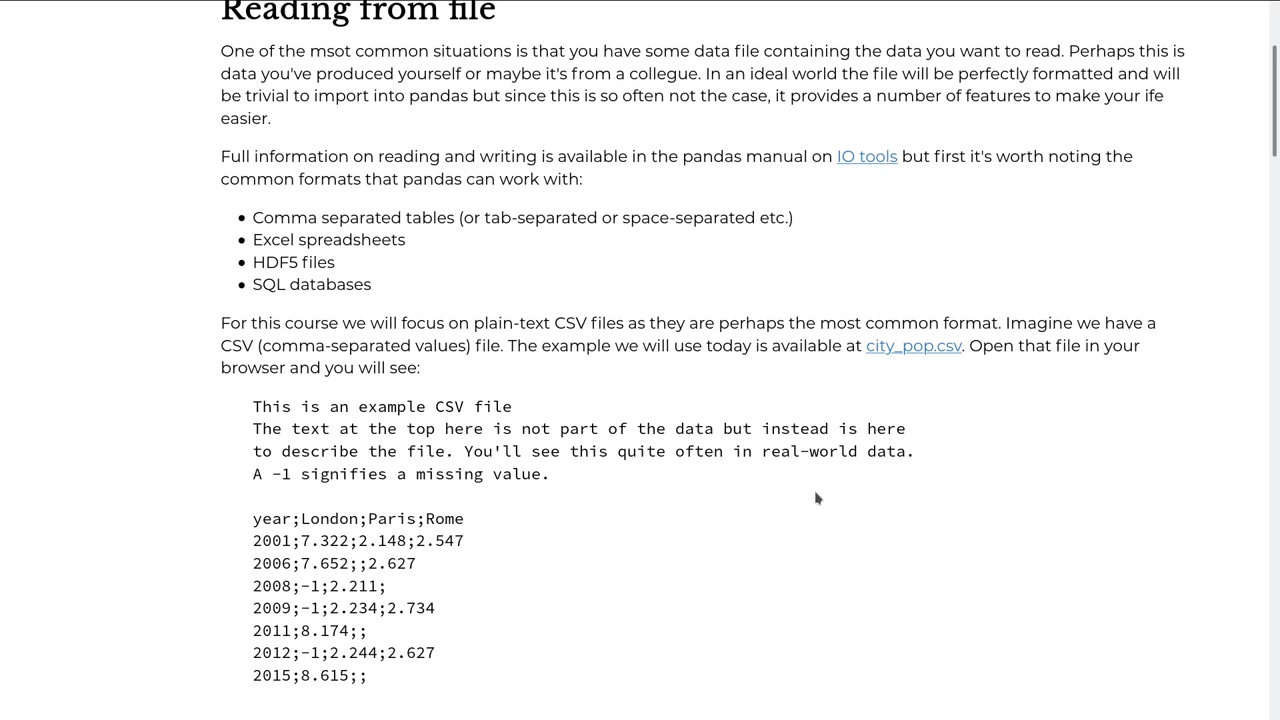 Reading from file
One of the msot common situations is that you have some data file containing the data you want to read. Perhaps this is
data you've produced yourself or maybe it's from a collegue. In an ideal world the file will be perfectly formatted and will
be trivial to import into pandas but since this is so often not the case, it provides a number of features to make your ife
easier.
Full information on reading and writing is available in the pandas manual on IO tools but first it's worth noting the
common formats that pandas can work with:
• Comma separated tables (or tab-separated or space-separated etc.)
• Excel spreadsheets
• HDF5 files
• SQL databases
For this course we will focus on plain-text CSV files as they are perhaps the most common format. Imagine we have a
CSV (comma-separated values) file. The example we will use today is available at city_pop.csv. Open that file in your
browser and you will see:
This is an example CSV file
The text at the top here is not part of the data but instead is here
to describe the file. You'll see this quite often in real-world data.
A -1 signifies a missing value.
year;London;Paris;Rome
2001;7.322;2.148;2.547
2006;7.652;;2.627
2008;-1;2.211;
2009;-1;2.234;2.734
2011;8.174;;
2012;-1;2.244;2.627
2015;8.615;;